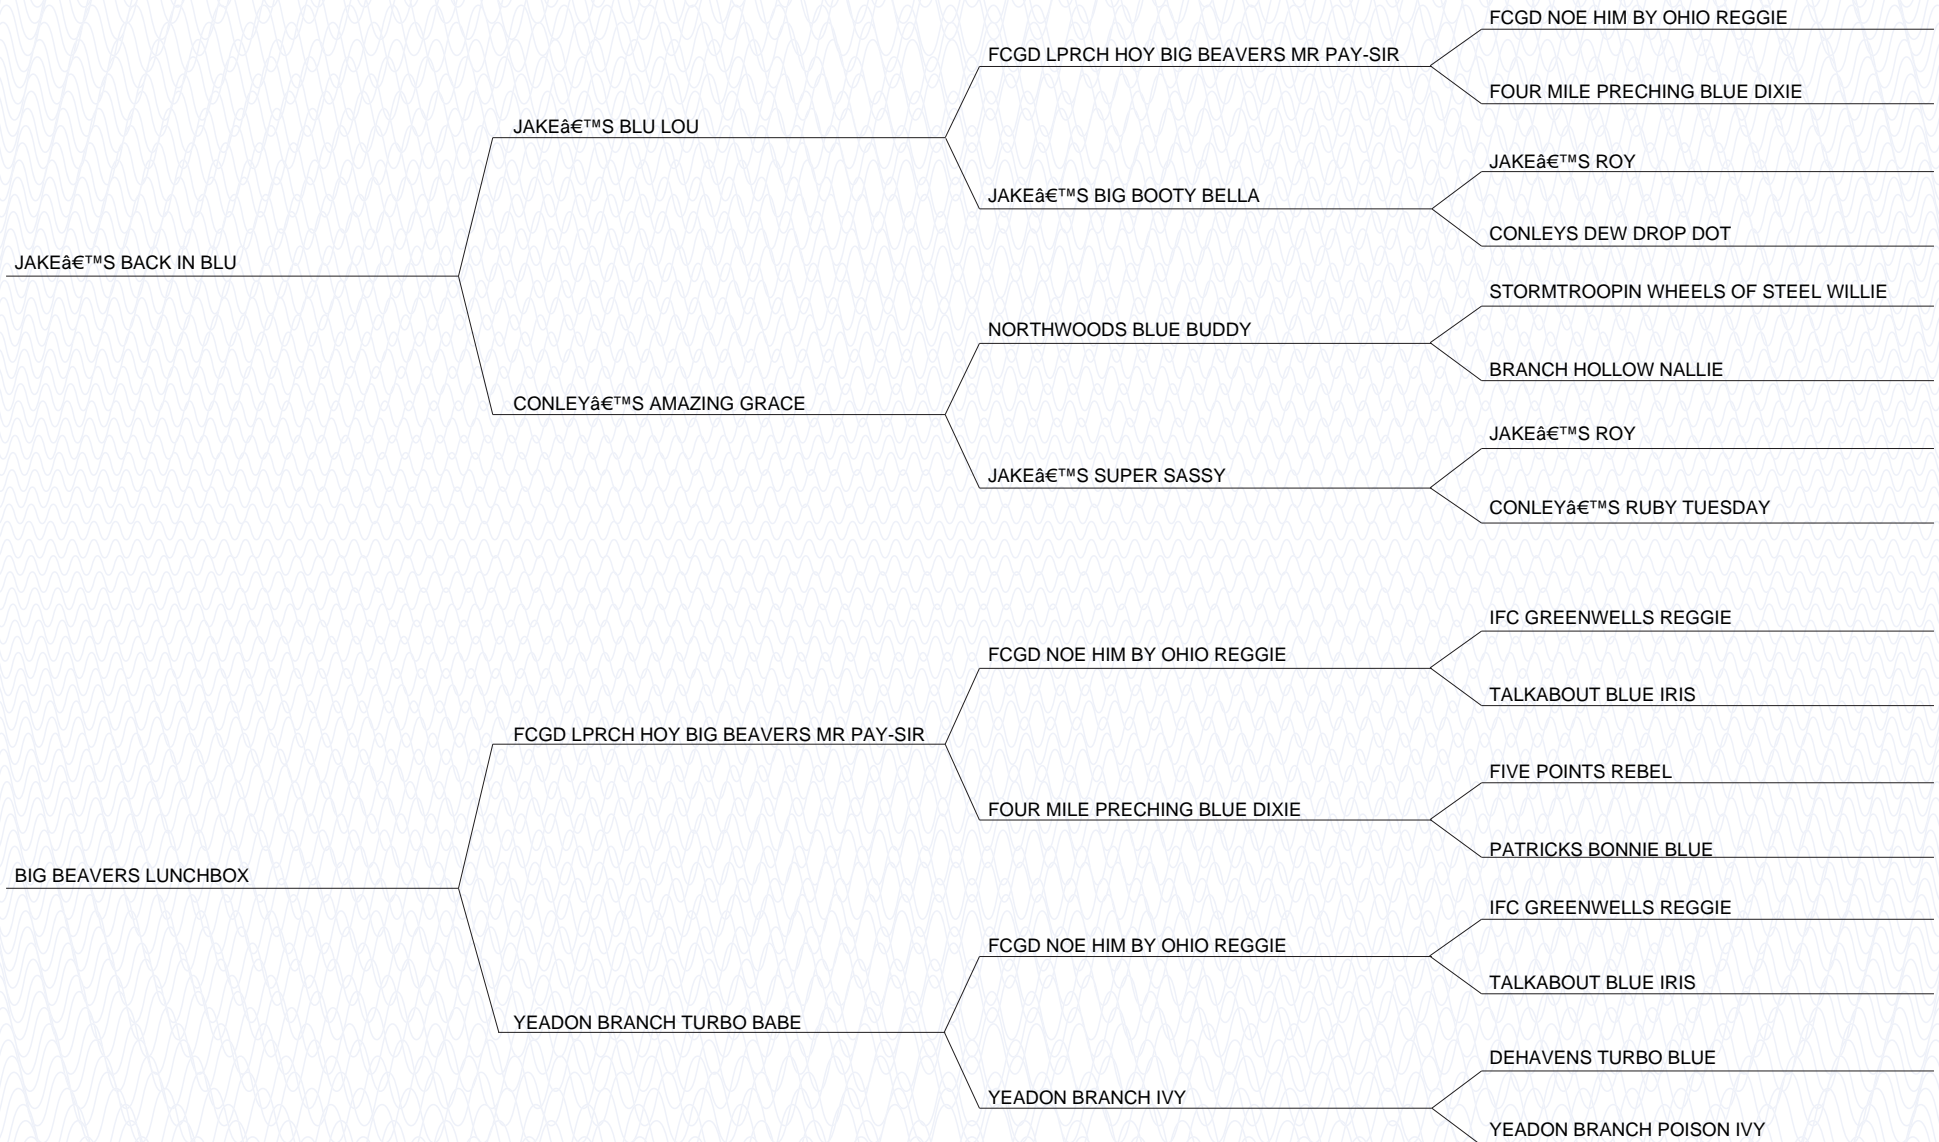 FCGD NOE HIM BY OHIO REGGIE
FCGD LPRCH HOY BIG BEAVERS MR PAY-SIR
FOUR MILE PRECHING BLUE DIXIE
JAKEâ€™S BLU LOU
JAKEâ€™S ROY
JAKEâ€™S BIG BOOTY BELLA
CONLEYS DEW DROP DOT
JAKEâ€™S BACK IN BLU
STORMTROOPIN WHEELS OF STEEL WILLIE
NORTHWOODS BLUE BUDDY
BRANCH HOLLOW NALLIE
CONLEYâ€™S AMAZING GRACE
JAKEâ€™S ROY
JAKEâ€™S SUPER SASSY
CONLEYâ€™S RUBY TUESDAY
IFC GREENWELLS REGGIE
FCGD NOE HIM BY OHIO REGGIE
TALKABOUT BLUE IRIS
FCGD LPRCH HOY BIG BEAVERS MR PAY-SIR
FIVE POINTS REBEL
FOUR MILE PRECHING BLUE DIXIE
PATRICKS BONNIE BLUE
BIG BEAVERS LUNCHBOX
IFC GREENWELLS REGGIE
FCGD NOE HIM BY OHIO REGGIE
TALKABOUT BLUE IRIS
YEADON BRANCH TURBO BABE
DEHAVENS TURBO BLUE
YEADON BRANCH IVY
YEADON BRANCH POISON IVY